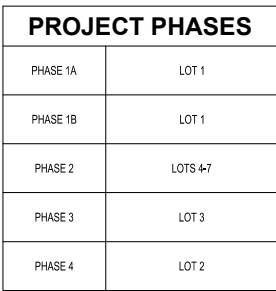 PROJECT PHASES
PHASE 1A LOT 1
PHASE 1B LOT 1
PHASE 2 LOTS 4-7
PHASE 3 LOT 3
PHASE 4 LOT 2